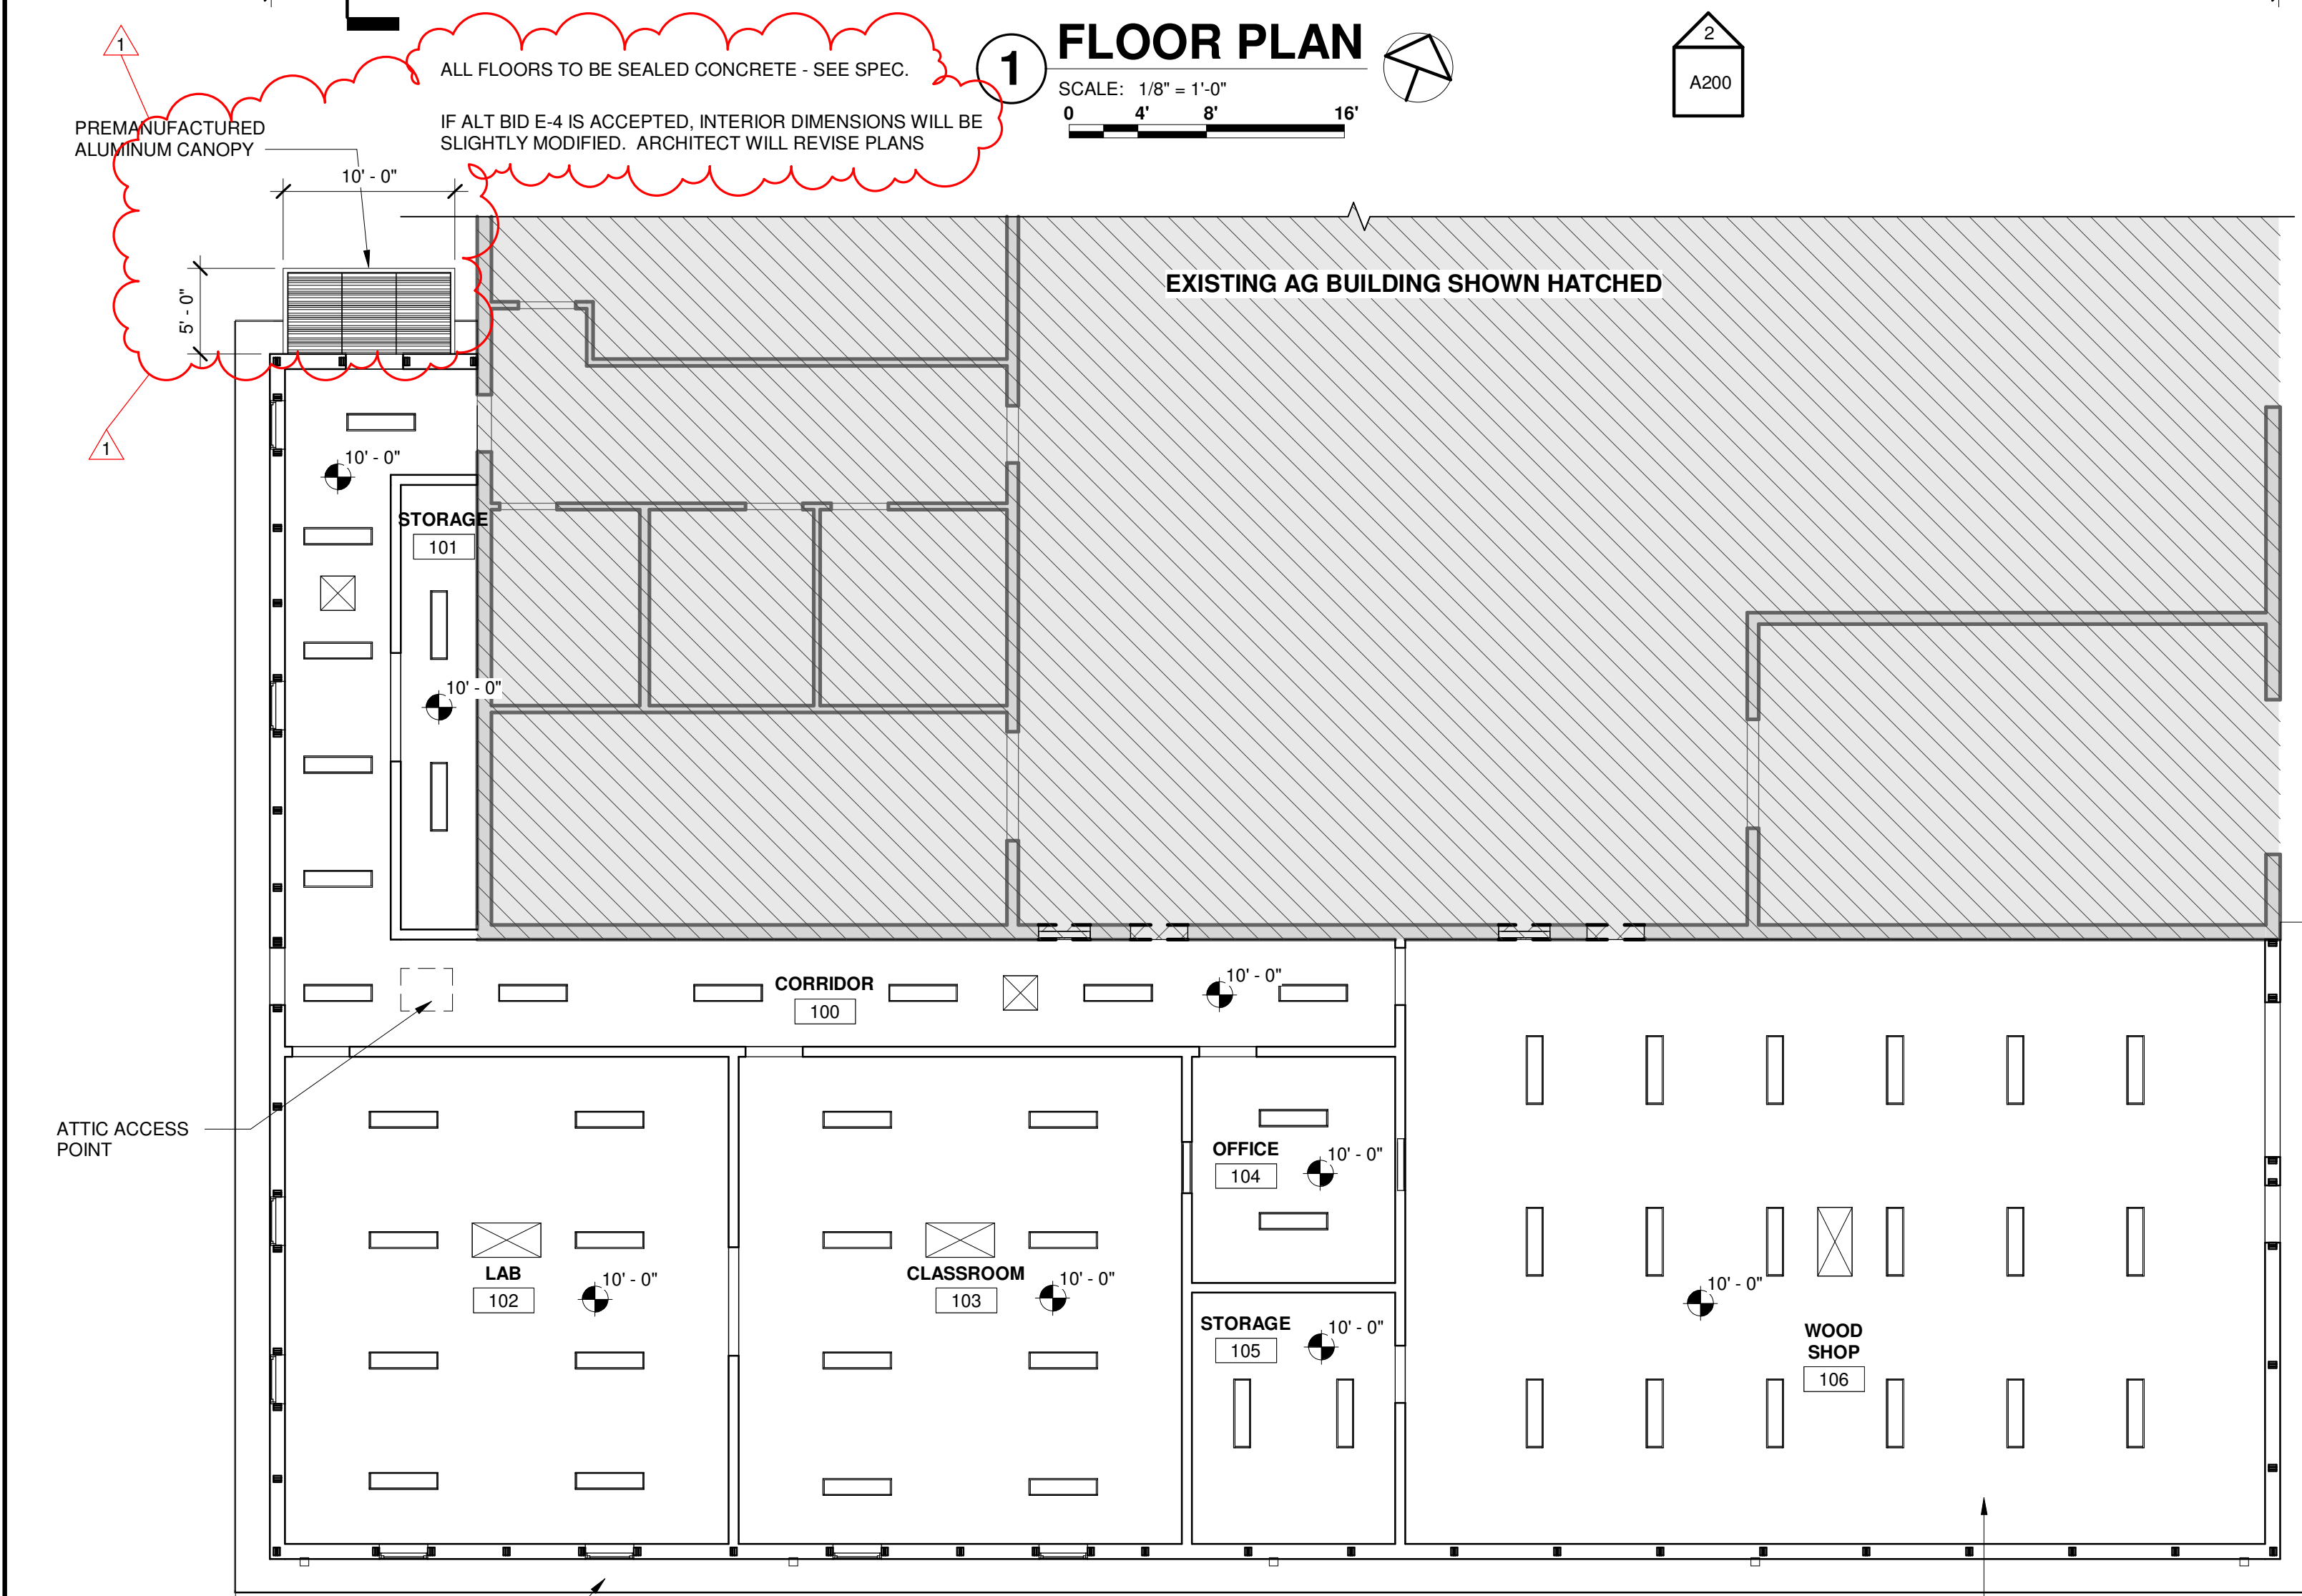 1
ALL FLOORS TO BE SEALED CONCRETE - SEE SPEC.
IF ALT BID E-4 IS ACCEPTED, INTERIOR DIMENSIONS WILL BE
SLIGHTLY MODIFIED.  ARCHITECT WILL REVISE PLANS
1
FLOOR PLAN
SCALE:  1/8" = 1'-0"
0 4' 8' 16'
2
A200
PREMANUFACTURED
ALUMINUM CANOPY
10' - 0"
5' - 0"
EXISTING AG BUILDING SHOWN HATCHED
1
10' - 0"
STORAGE
101
10' - 0"
CORRIDOR
100
10' - 0"
ATTIC ACCESS
POINT
OFFICE
104
10' - 0"
LAB
102
10' - 0"
CLASSROOM
103
10' - 0"
STORAGE
105
10' - 0"
10' - 0"
WOOD
SHOP
106